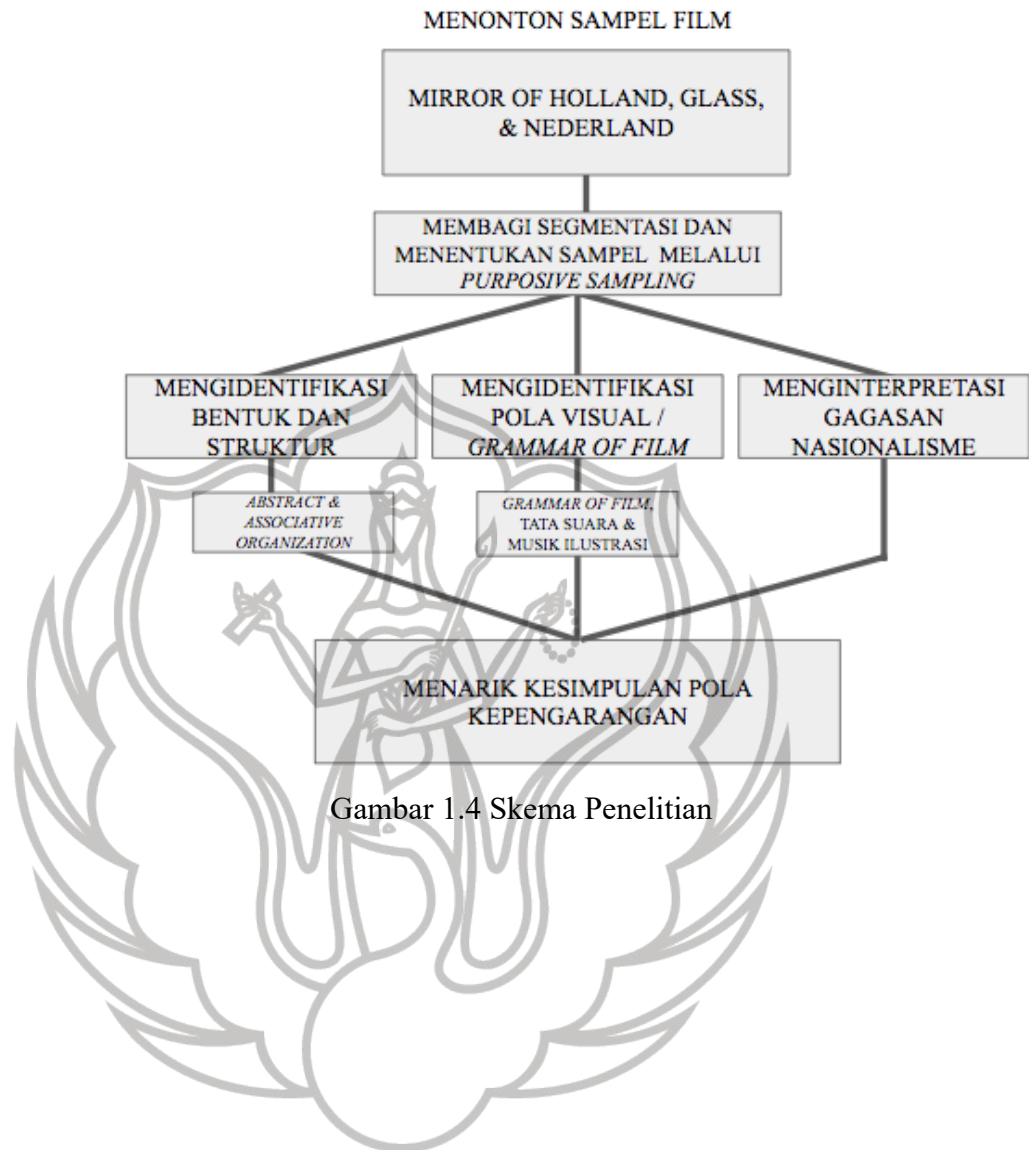 MENONTON SAMPEL FILM
MIRROR OF HOLLAND, GLASS,
& NEDERLAND
MEMBAGI SEGMENTASI DAN
MENENTUKAN SAMPEL MELALUI
PURPOSIVE SAMPLING
MENGIDENTIFIKASI
BENTUK DAN
STRUKTUR
MENGIDENTIFIKASI
POLA VISUAL /
GRAMMAR OF FILM
MENGINTERPRETASI
GAGASAN
NASIONALISME
ABSTRACT &
ASSOCIATIVE
ORGANIZATION
GRAMMAR OF FILM,
TATA SUARA &
MUSIK ILUSTRASI
MENARIK KESIMPULAN POLA
KEPENGARANGAN
Gambar 1.4 Skema Penelitian